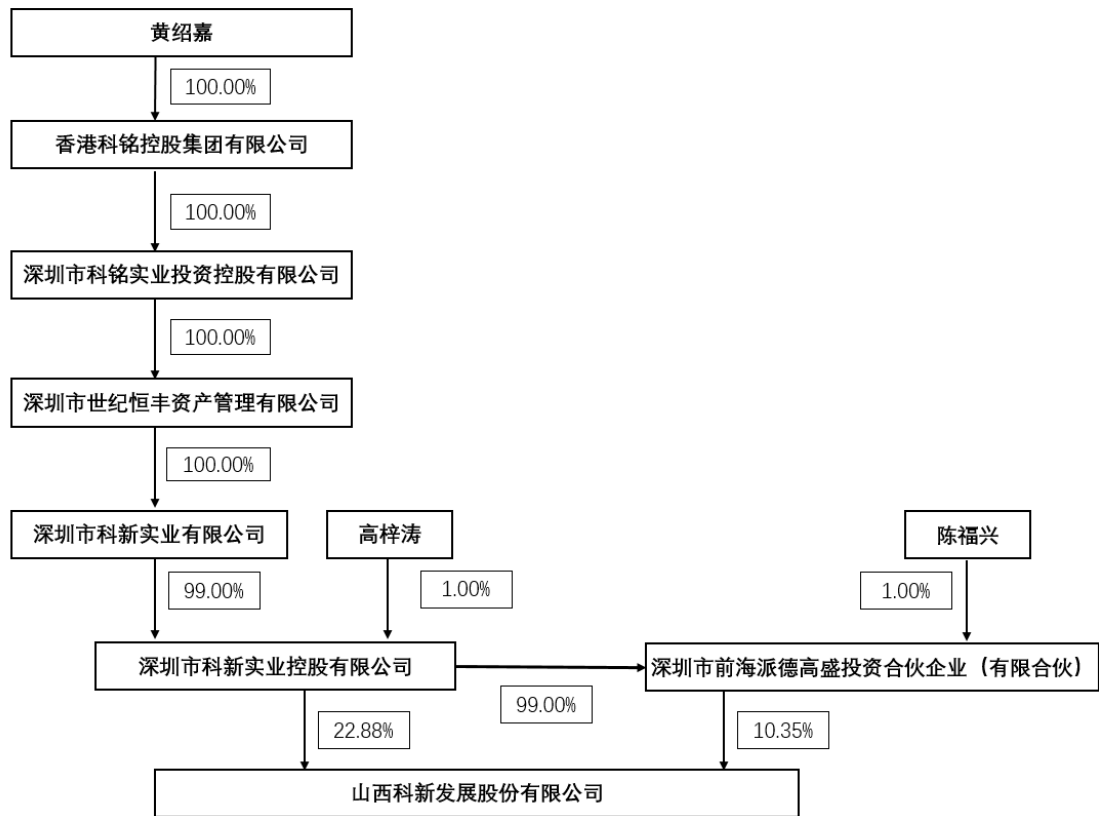 黄绍嘉
100.00%
香港科铭控股集团有限公司
100.00%
深圳市科铭实业投资控股有限公司
100.00%
深圳市世纪恒丰资产管理有限公司
100.00%
深圳市科新实业有限公司
高梓涛
陈福兴
99.00%
1.00%
1.00%
深圳市科新实业控股有限公司
深圳市前海派德高盛投资合伙企业（有限合伙）
99.00%
22.88%
10.35%
山西科新发展股份有限公司